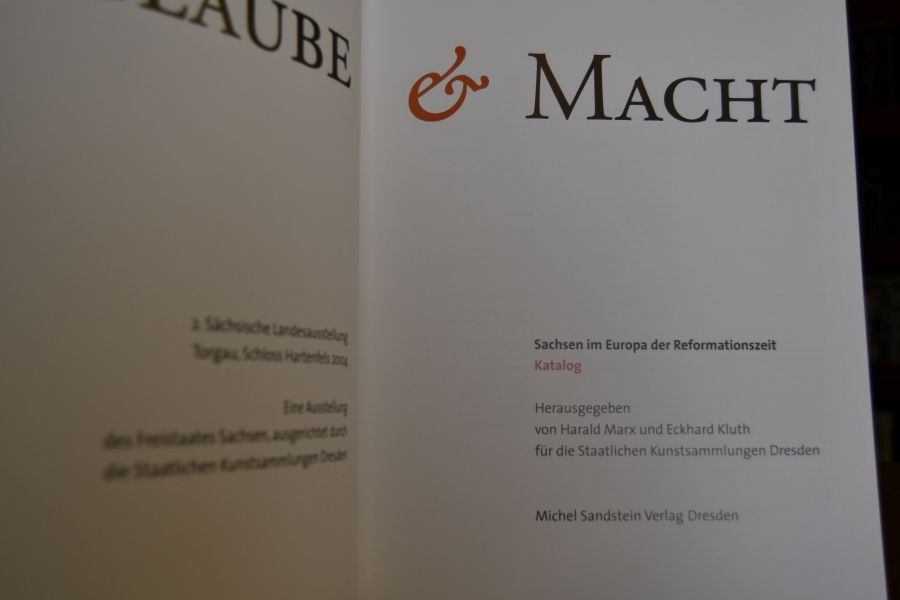 GLAUBE
& MACHT
2. Sächsische Landesausstellung
Torgau, Schloss Hartenfels 2004
Eine Ausstellung
des Freistaates Sachsen, ausgerichtet durch
die Staatlichen Kunstsammlungen Dresden
Sachsen im Europa der Reformationszeit
Katalog
Herausgegeben
von Harald Marx und Eckhard Kluth
für die Staatlichen Kunstsammlungen Dresden
Michel Sandstein Verlag Dresden